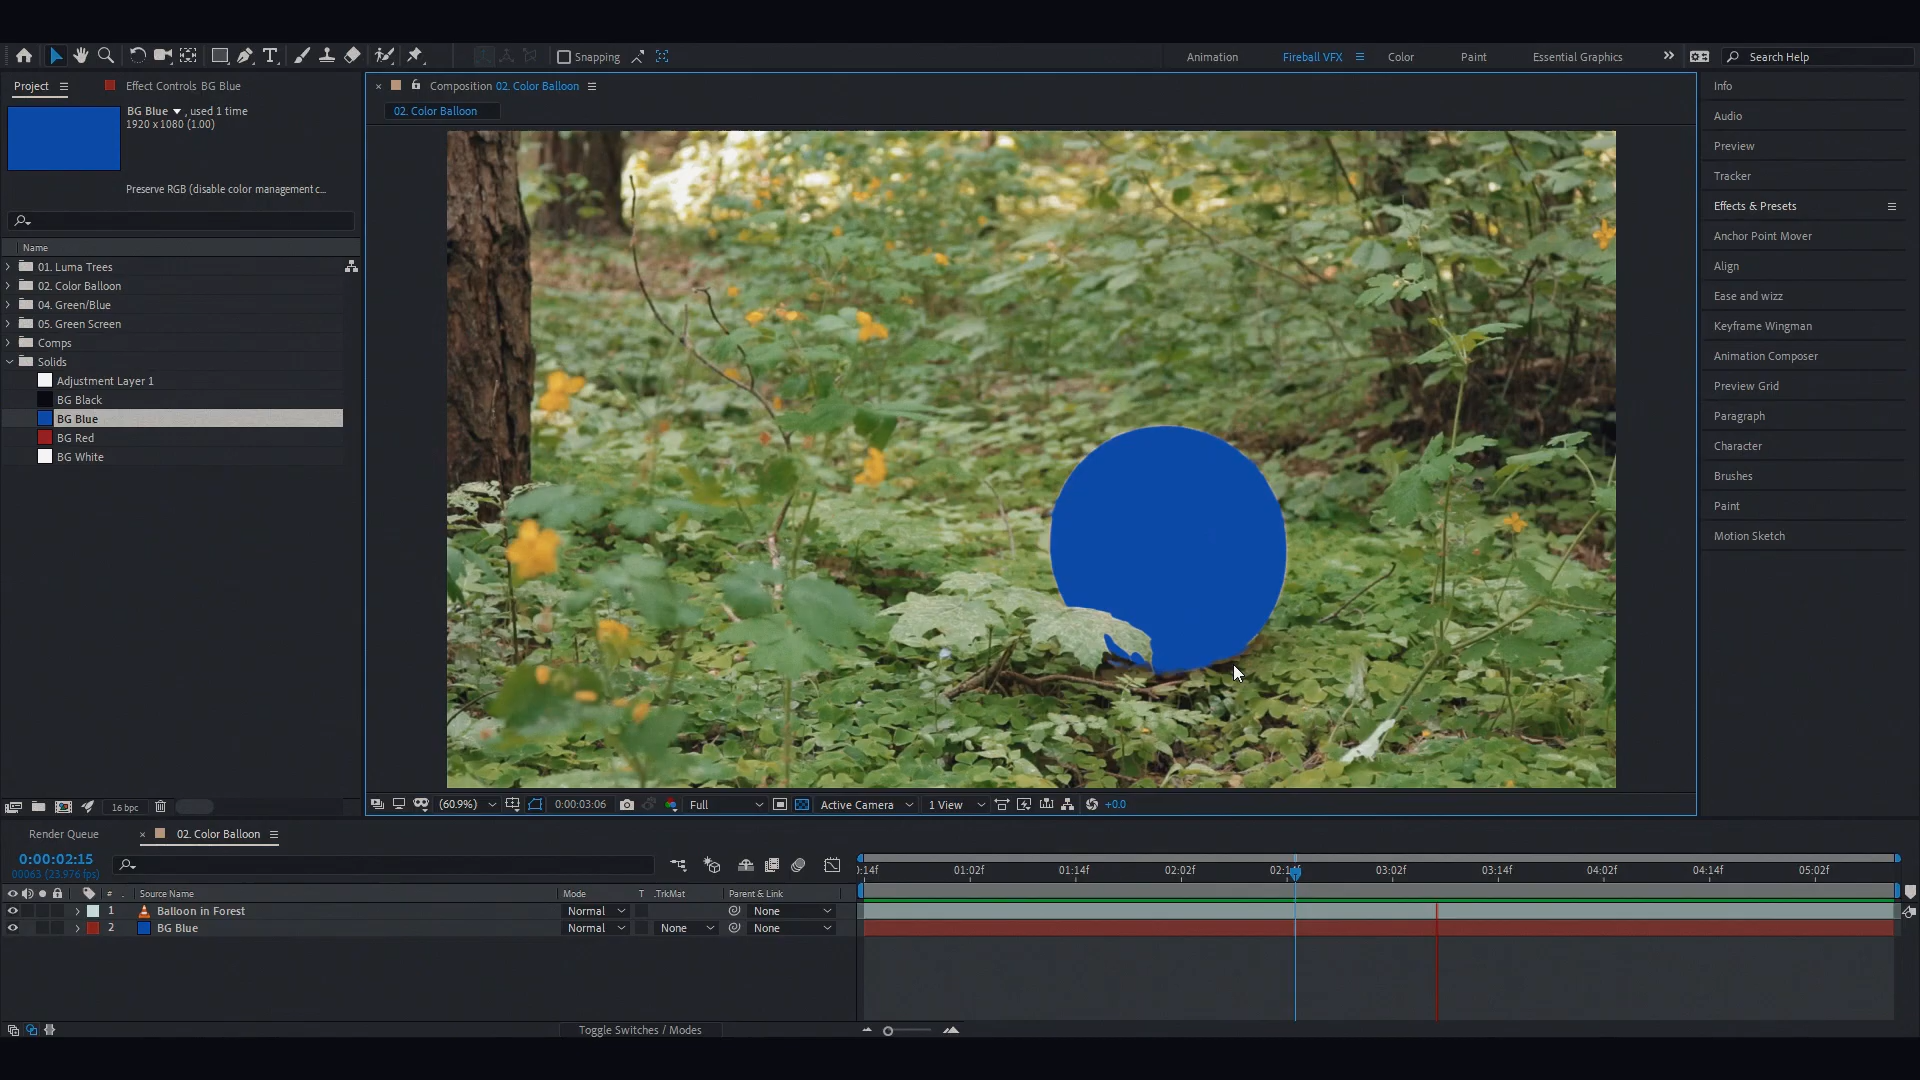 Snapping
Animation
Fireball VFX
Color
Paint
Essential Graphics
Search Help
Project
Effect Controls BG Blue
BG Blue , used 1 time
1920 x 1080 (1.00)
Preserve RGB (disable color management c...
Name
01. Luma Trees
02. Color Balloon
04. Green/Blue
05. Green Screen
Comps
Solids
Adjustment Layer 1
BG Black
BG Blue
BG Red
BG White
16 bpc
Composition 02. Color Balloon
02. Color Balloon
(60.9%)
0:00:03:06
Full
Active Camera
1 View
+0.0
Info
Audio
Preview
Tracker
Effects & Presets
Anchor Point Mover
Align
Ease and wizz
Keyframe Wingman
Animation Composer
Preview Grid
Paragraph
Character
Brushes
Paint
Motion Sketch
Render Queue
02. Color Balloon
0:00:02:15
00063 (23.976 fps)
# Source Name
Mode
T .TrkMat
Parent & Link
1 Balloon in Forest Normal None
2 BG Blue Normal None None
Toggle Switches / Modes
:14f 01:02f 01:14f 02:02f 02:1 f 03:02f 03:14f 04:02f 04:14f 05:02f